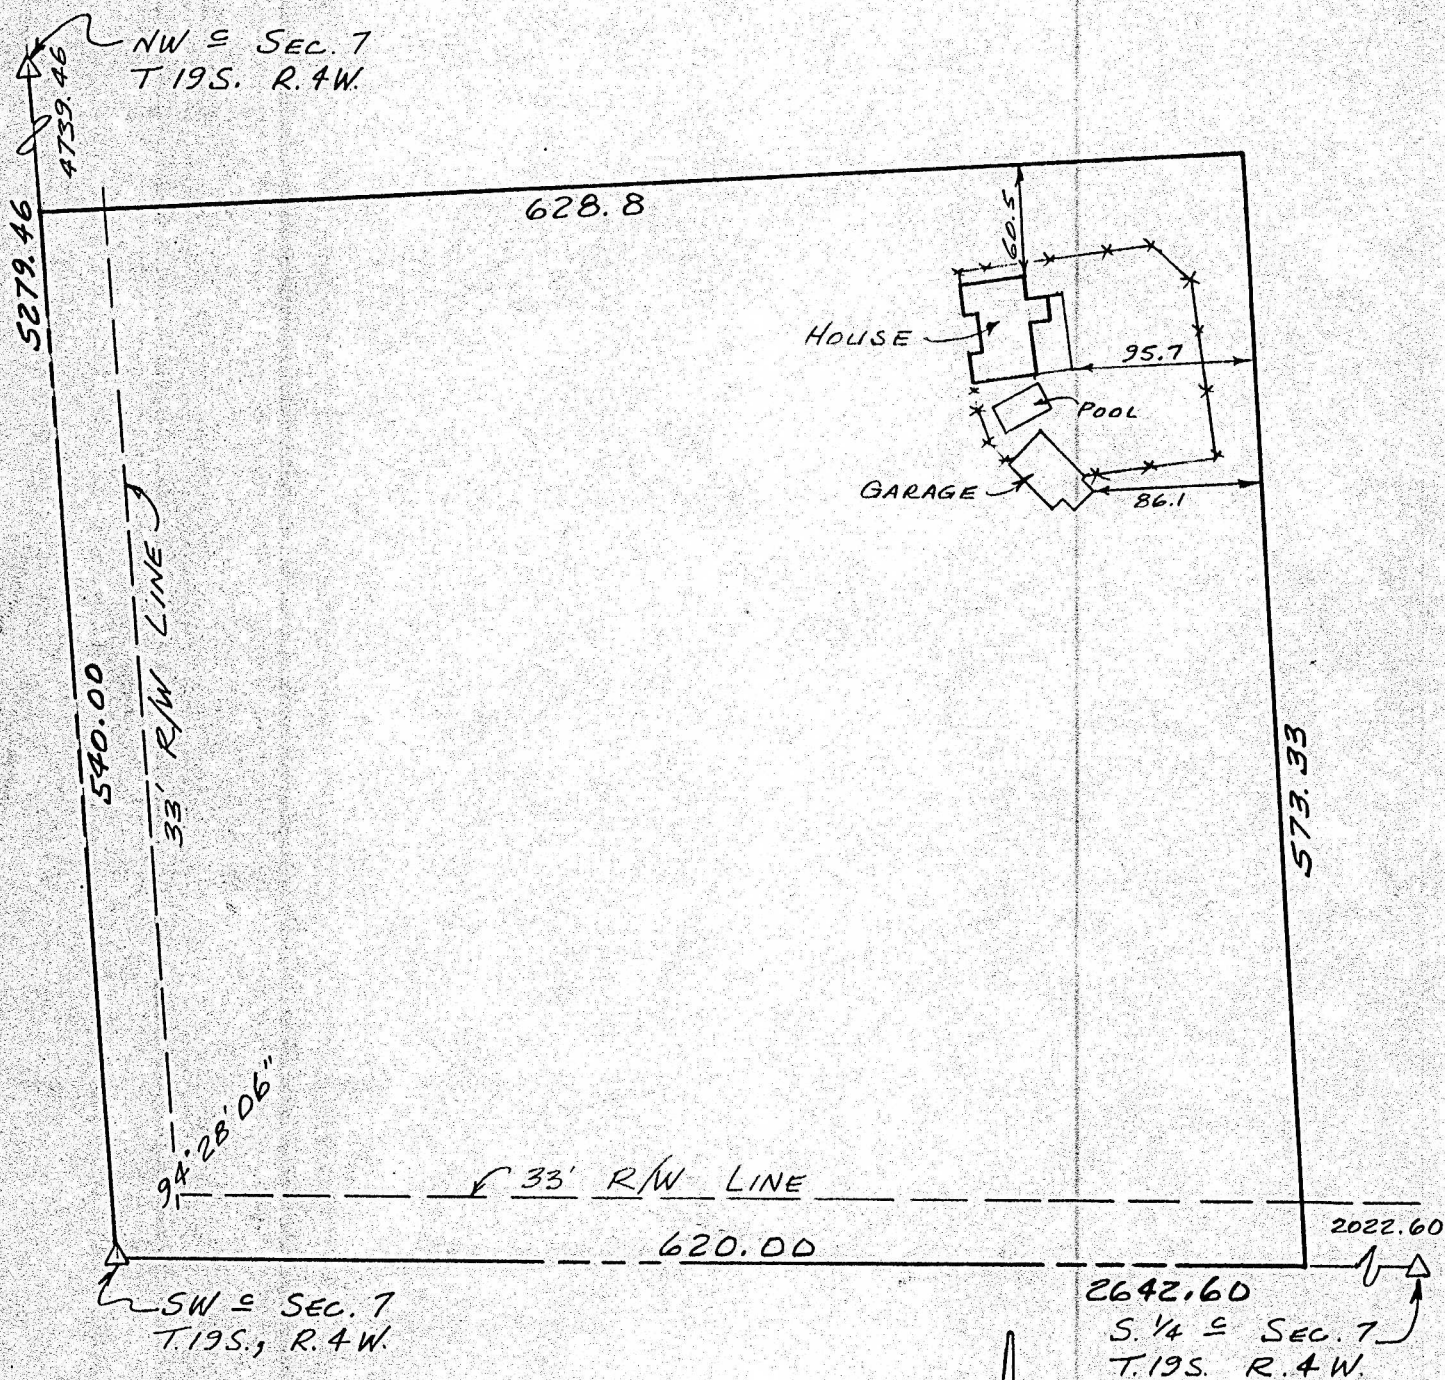 NW c SEC. 7
T 19S. R. 4W.
4739.46
5279.46
628.8
60.5
HOUSE
95.7
POOL
GARAGE
86.1
33' R/W LINE
540.00
573.33
94°28'06"
33' R/W LINE
620.00
2022.60
2642.60
SW c SEC. 7
T.19S., R.4W.
S. 1/4 c SEC. 7
T.19S. R.4W.